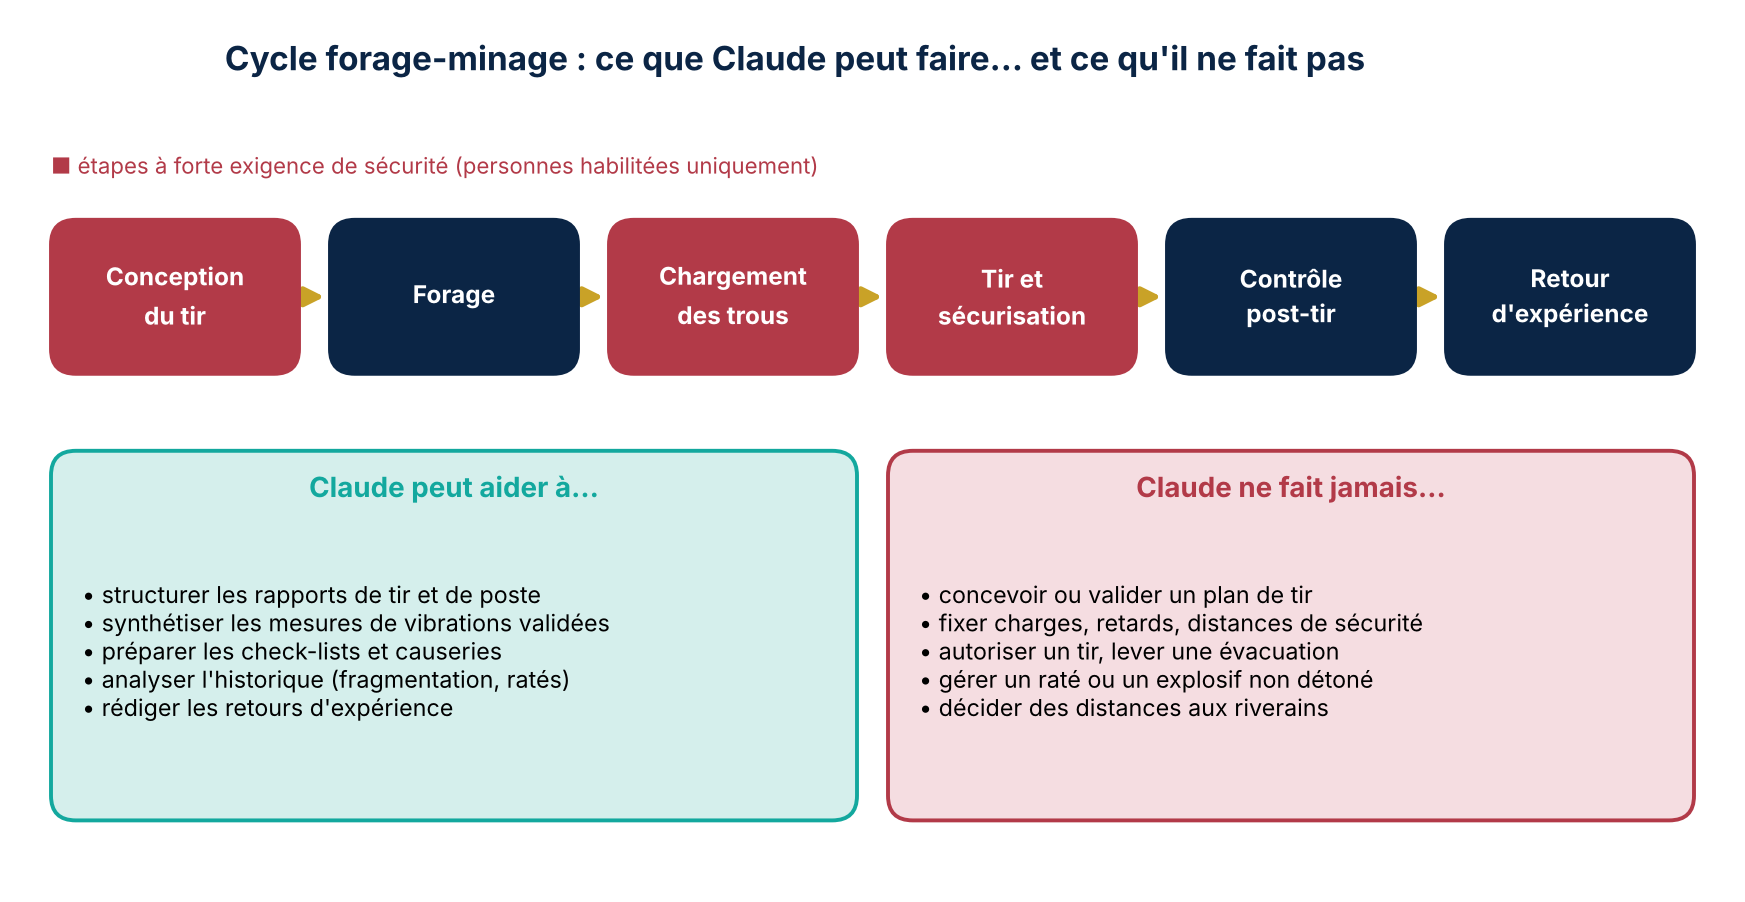 Cycle forage-minage : ce que Claude peut faire… et ce qu'il ne fait pas
■ étapes à forte exigence de sécurité (personnes habilitées uniquement)
Conception
du tir
Forage
Chargement
des trous
Tir et
sécurisation
Contrôle
post-tir
Retour
d'expérience
Claude peut aider à…
• structurer les rapports de tir et de poste
• synthétiser les mesures de vibrations validées
• préparer les check-lists et causeries
• analyser l'historique (fragmentation, ratés)
• rédiger les retours d'expérience
Claude ne fait jamais…
• concevoir ou valider un plan de tir
• fixer charges, retards, distances de sécurité
• autoriser un tir, lever une évacuation
• gérer un raté ou un explosif non détoné
• décider des distances aux riverains